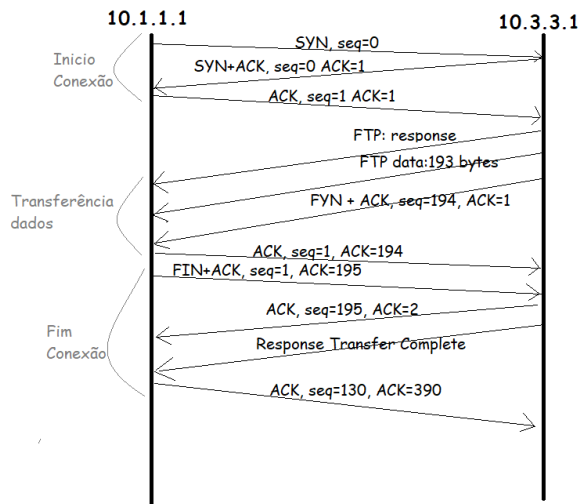 10.1.1.1
10.3.3.1
Inicio
Conexão
SYN, seq=0
SYN+ACK, seq=0 ACK=1
ACK, seq=1 ACK=1
FTP: response
FTP data:193 bytes
Transferência
dados
FYN + ACK, seq=194, ACK=1
ACK, seq=1, ACK=194
FIN+ACK, seq=1, ACK=195
ACK, seq=195, ACK=2
Fim
Conexão
Response Transfer Complete
ACK, seq=130, ACK=390